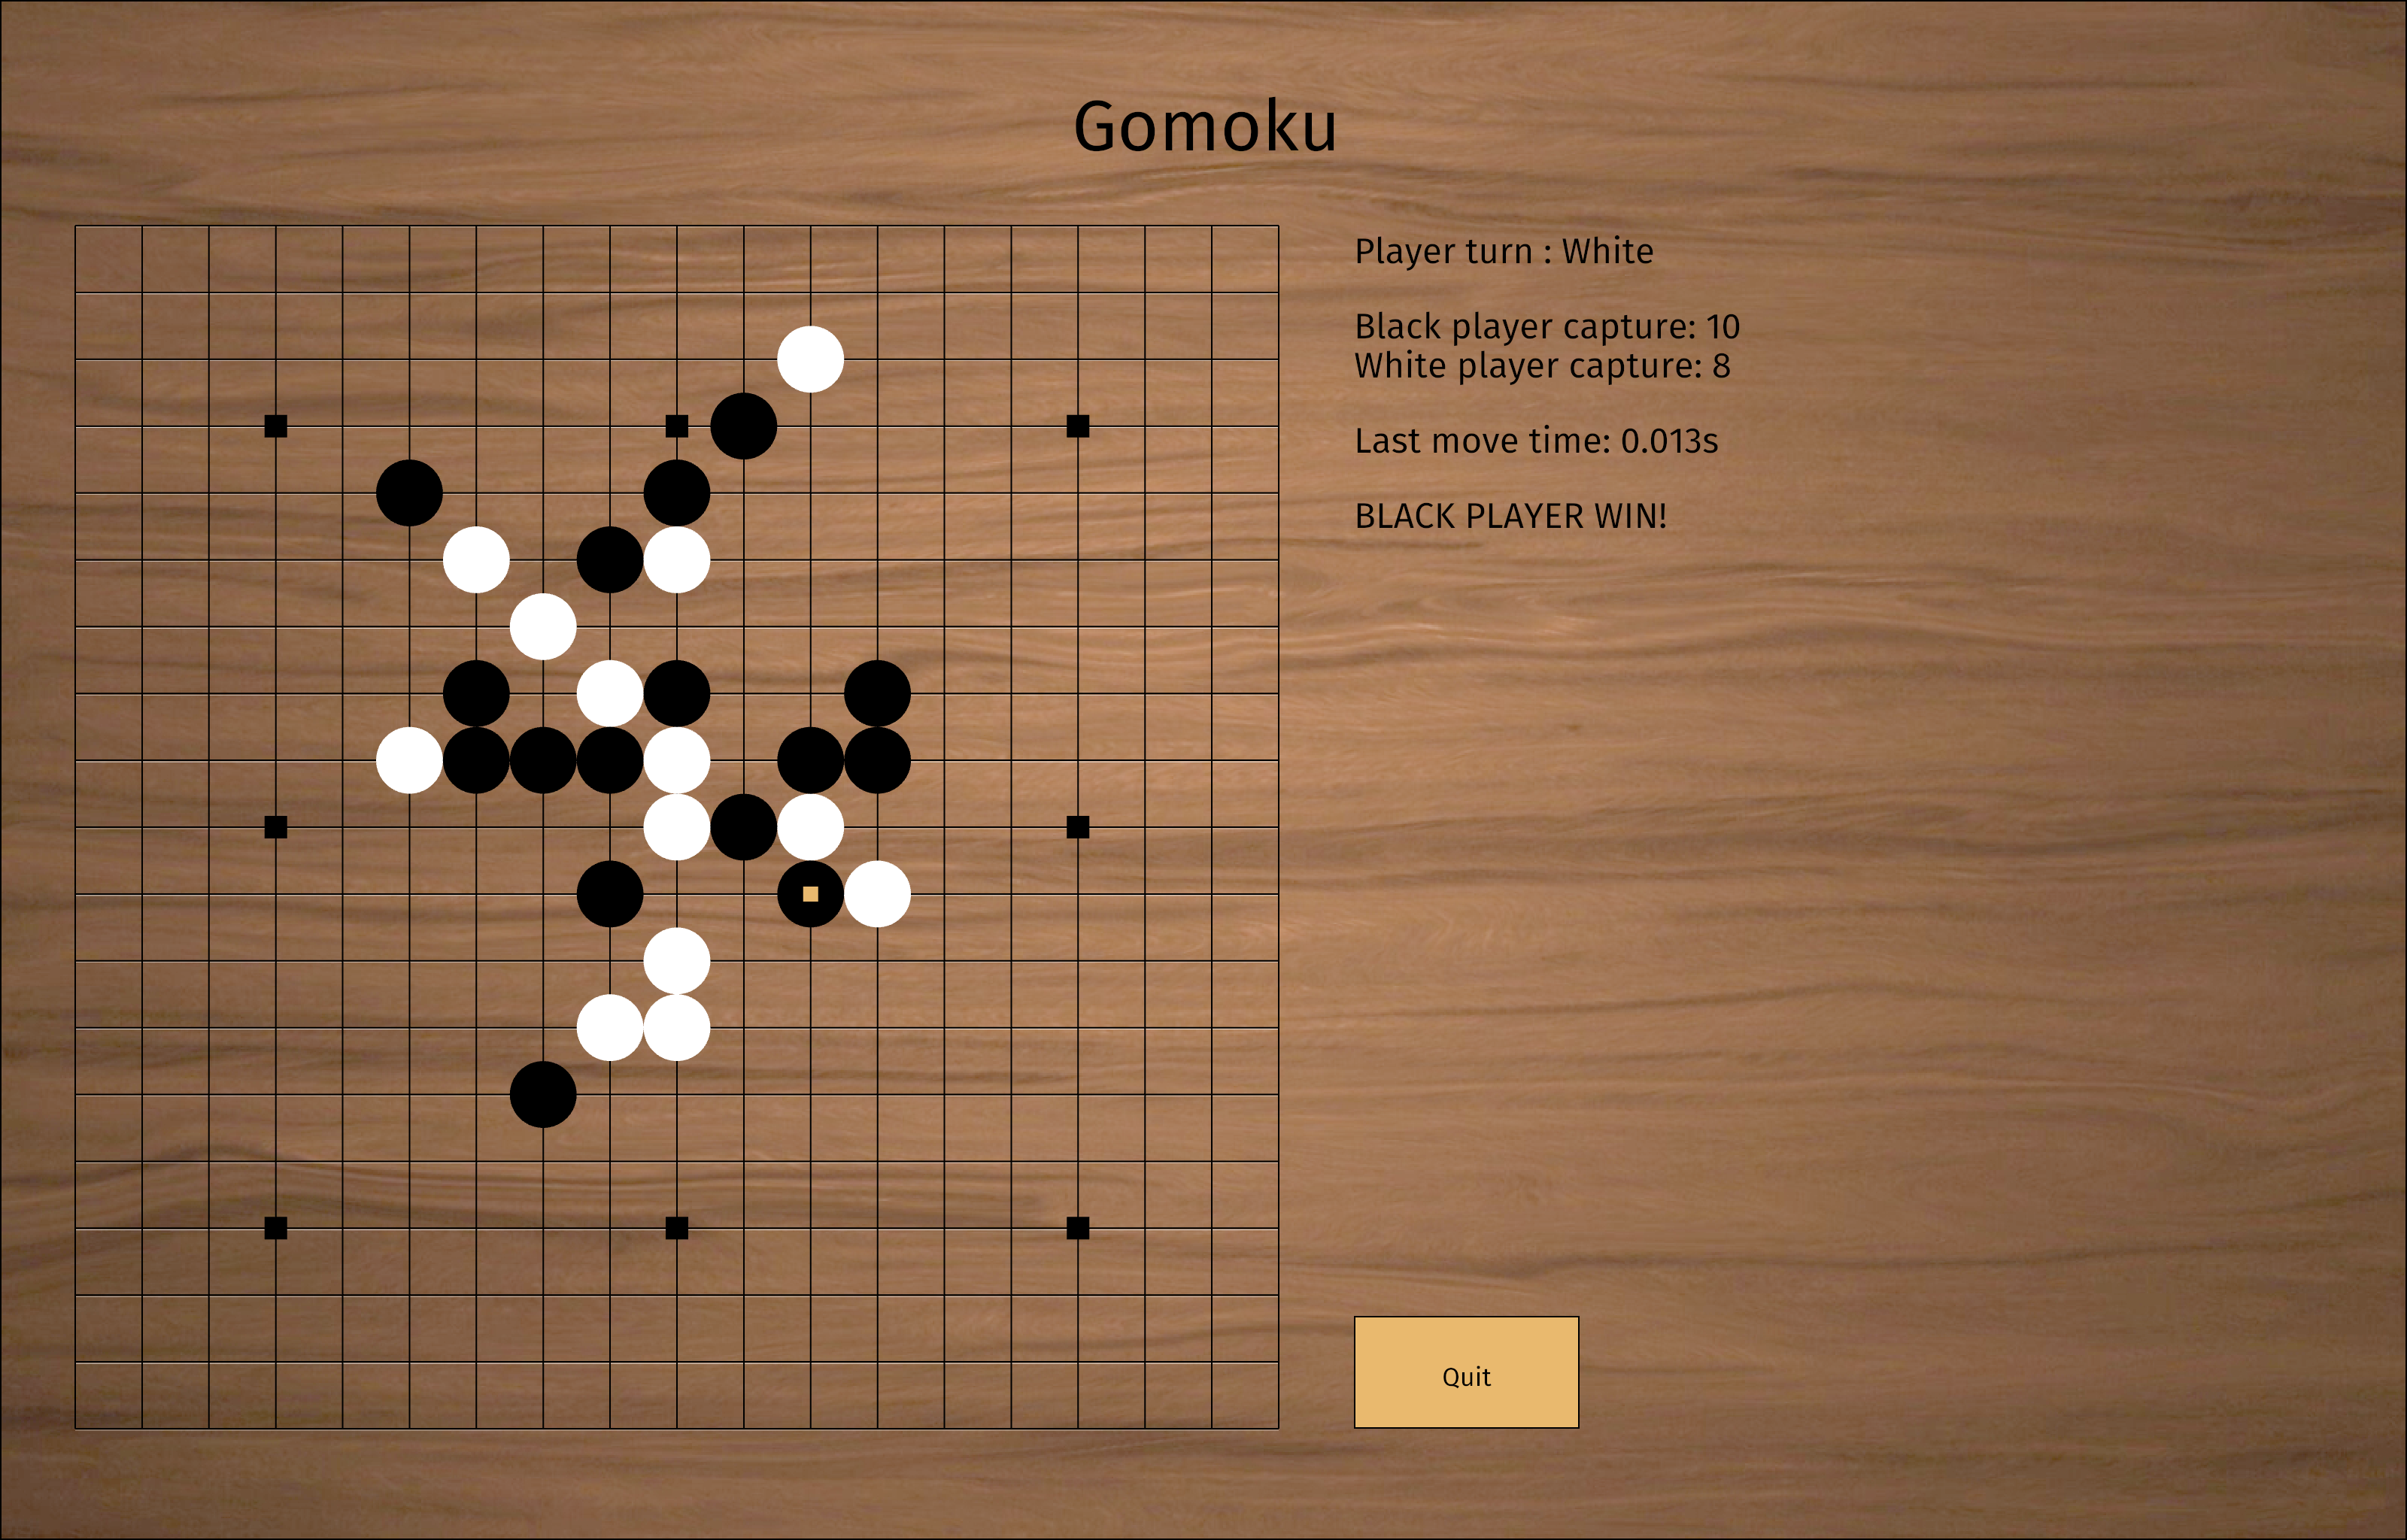 Gomoku
Player turn : White
Black player capture: 10
White player capture: 8
Last move time: 0.013s
BLACK PLAYER WIN!
Quit